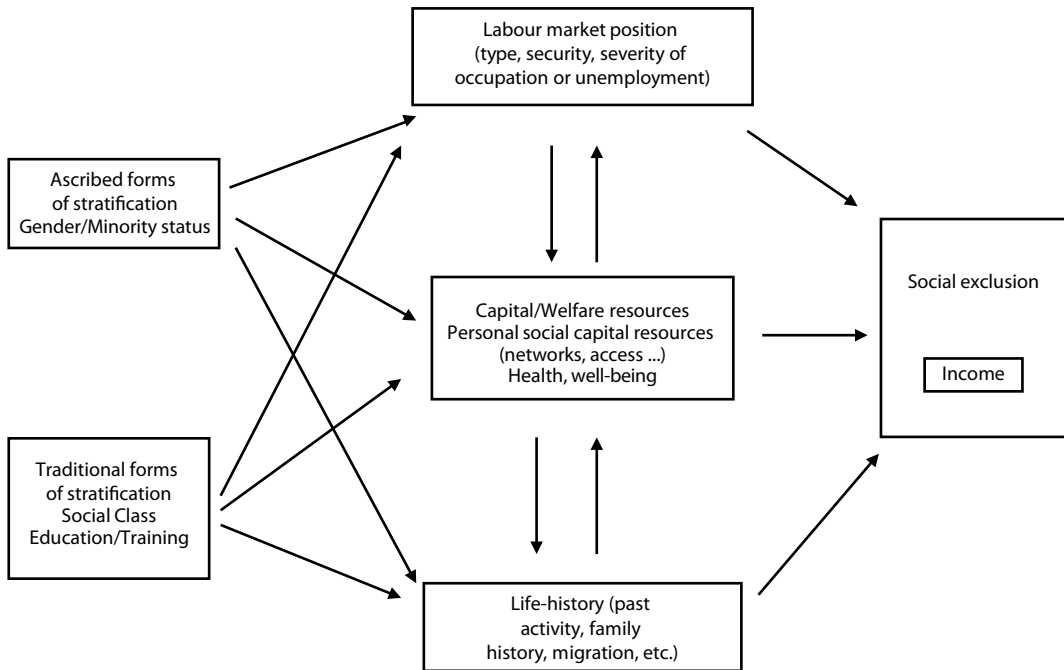 Labour market position
(type, security, severity of
occupation or unemployment)
Ascribed forms
of stratification
Gender/Minority status
Capital/Welfare resources
Personal social capital resources
(networks, access ...)
Health, well-being
Social exclusion
Income
Traditional forms
of stratification
Social Class
Education/Training
Life-history (past
activity, family
history, migration, etc.)